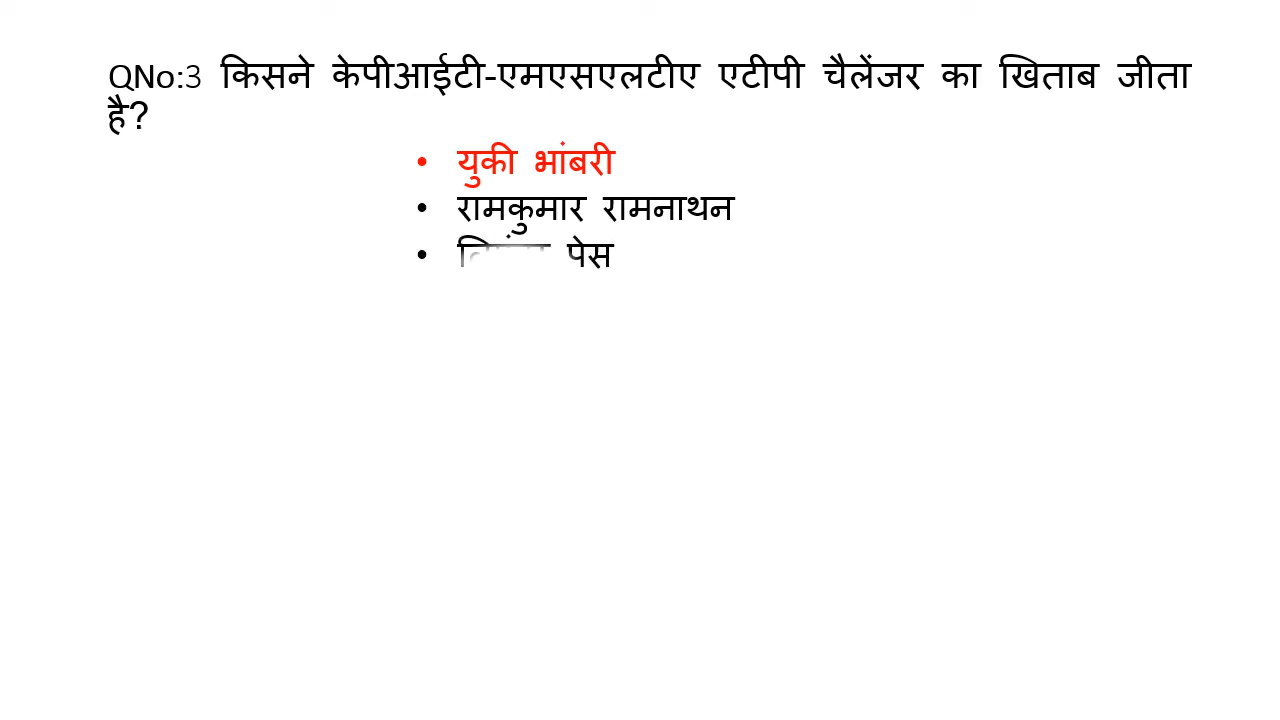 QNo:3 किसने केपीआईटी-एमएसएलटीए एटीपी चैलेंजर का खिताब जीता
है?
• युकी भांबरी
• रामकुमार रामनाथन
• पेस